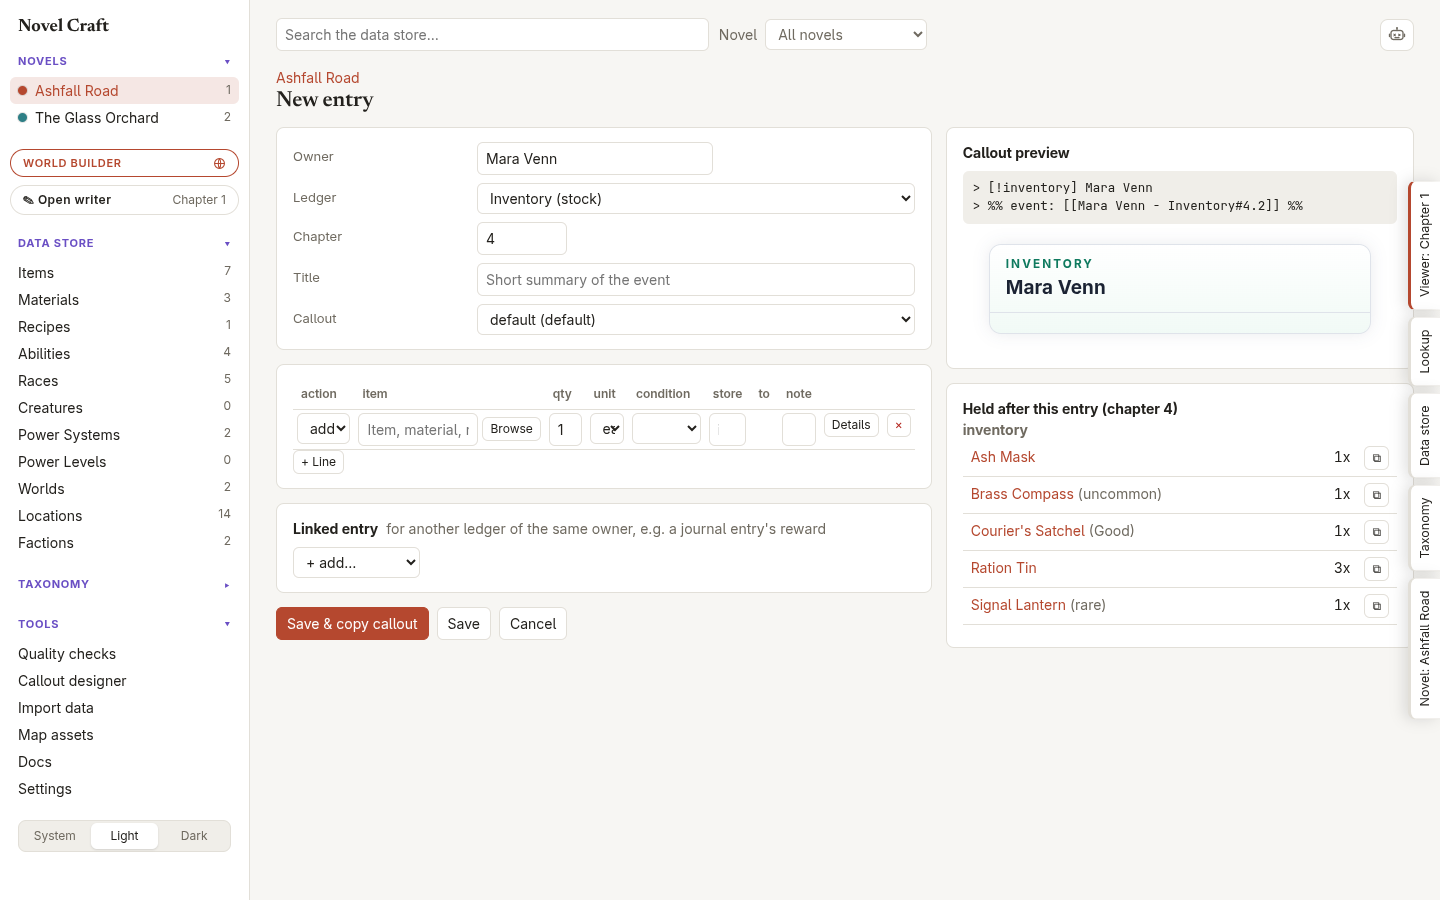 Novel Craft
NOVELS
Ashfall Road 1
The Glass Orchard 2
WORLD BUILDER
Open writer Chapter 1
DATA STORE
Items 7
Materials 3
Recipes 1
Abilities 4
Races 5
Creatures 0
Power Systems 2
Power Levels 0
Worlds 2
Locations 14
Factions 2
TAXONOMY
TOOLS
Quality checks
Callout designer
Import data
Map assets
Docs
Settings
System Light Dark
Search the data store...
Novel All novels
Ashfall Road
New entry
Owner Mara Venn
Ledger Inventory (stock)
Chapter 4
Title Short summary of the event
Callout default (default)
action item qty unit condition store to note
add Item, material, Browse 1 Details ×
+ Line
Linked entry for another ledger of the same owner, e.g. a journal entry's reward
+ add...
Save & copy callout Save Cancel
Callout preview
> [!inventory] Mara Venn
> %% event: [[Mara Venn - Inventory#4.2]] %%
INVENTORY
Mara Venn
Held after this entry (chapter 4)
inventory
Ash Mask 1x
Brass Compass (uncommon) 1x
Courier's Satchel (Good) 1x
Ration Tin 3x
Signal Lantern (rare) 1x
Viewer: Chapter 1
Lookup
Data store
Taxonomy
Novel: Ashfall Road